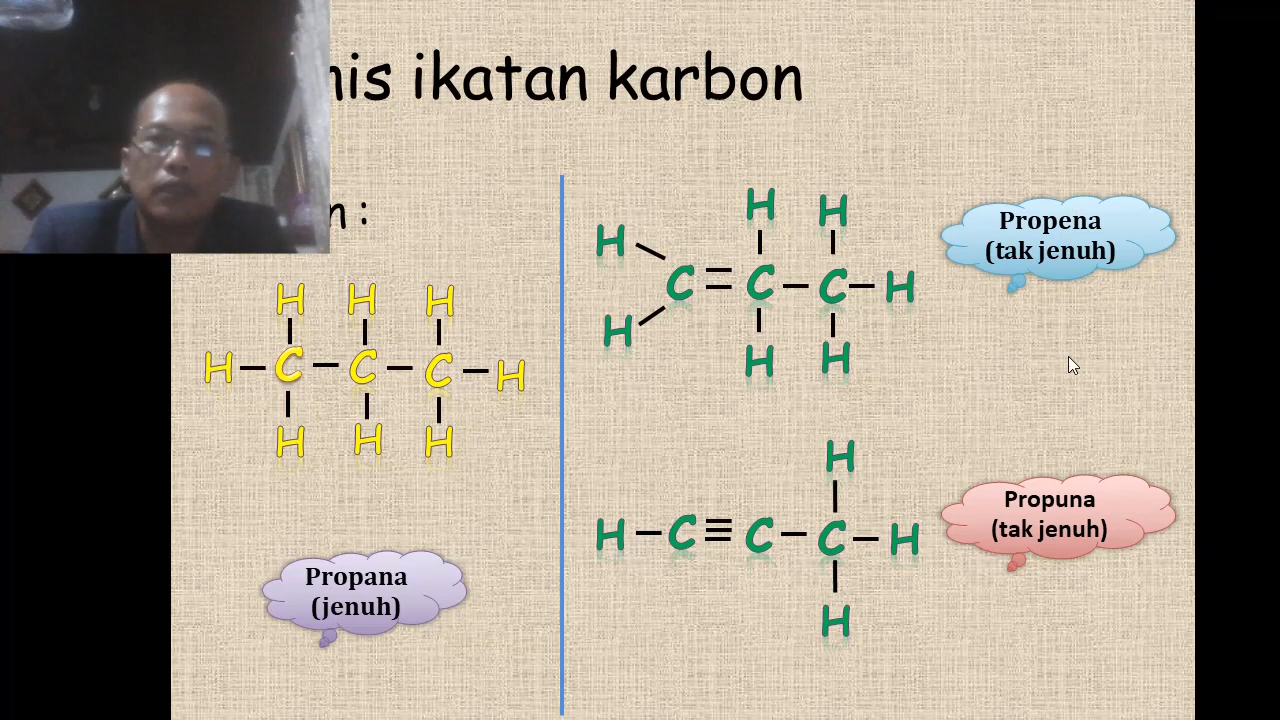 nis ikatan karbon
n :
H H H
H – C – C – C – H
H H H
Propana
(jenuh)
H H H
C = C – C – H
H H H
Propena
(tak jenuh)
H
H – C ≡ C – C – H
H
Propuna
(tak jenuh)